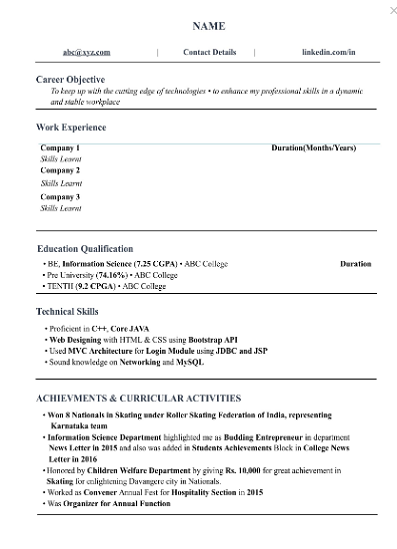 NAME
abc@xyz.com | Contact Details | linkedin.com/in
Career Objective
To keep up with the cutting edge of technologies • to enhance my professional skills in a dynamic
and stable workplace
Work Experience
Company 1 Duration(Months/Years)
Skills Learnt
Company 2
Skills Learnt
Company 3
Skills Learnt
Education Qualification
• BE, Information Science (7.25 CGPA) • ABC College Duration
• Pre University (74.16%) • ABC College
• TENTH (9.2 CPGA) • ABC College
Technical Skills
• Proficient in C++, Core JAVA
• Web Designing with HTML & CSS using Bootstrap API
• Used MVC Architecture for Login Module using JDBC and JSP
• Sound knowledge on Networking and MySQL
ACHIEVMENTS & CURRICULAR ACTIVITIES
• Won 8 Nationals in Skating under Roller Skating Federation of India, representing
Karnataka team
• Information Science Department highlighted me as Budding Entrepreneur in department
News Letter in 2015 and also was added in Students Achievements Block in College News
Letter in 2016
• Honored by Children Welfare Department by giving Rs. 10,000 for great achievement in
Skating for enlightening Davangere city in Nationals.
• Worked as Convener Annual Fest for Hospitality Section in 2015
• Was Organizer for Annual Function